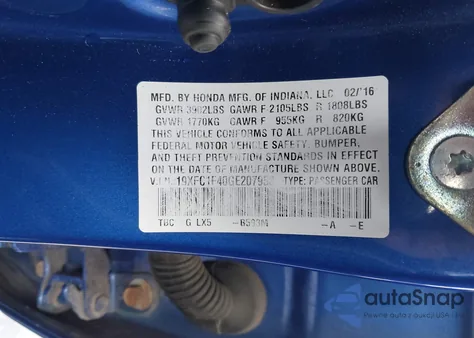 MFD. BY HONDA MFG. OF INDIANA, LLC 02/16
GVWR 3902LBS GAWR F 2105LBS R 1808LBS
GVWR 1770KG GAWR F 955KG R 820KG
THIS VEHICLE CONFORMS TO ALL APPLICABLE
FEDERAL MOTOR VEHICLE SAFETY, BUMPER,
AND THEFT PREVENTION STANDARDS IN EFFECT
ON THE DATE OF MANUFACTURE SHOWN ABOVE.
V.I.N. TYPE: PASSENGER CAR
TBC G LX5 -A -E
autoSnap